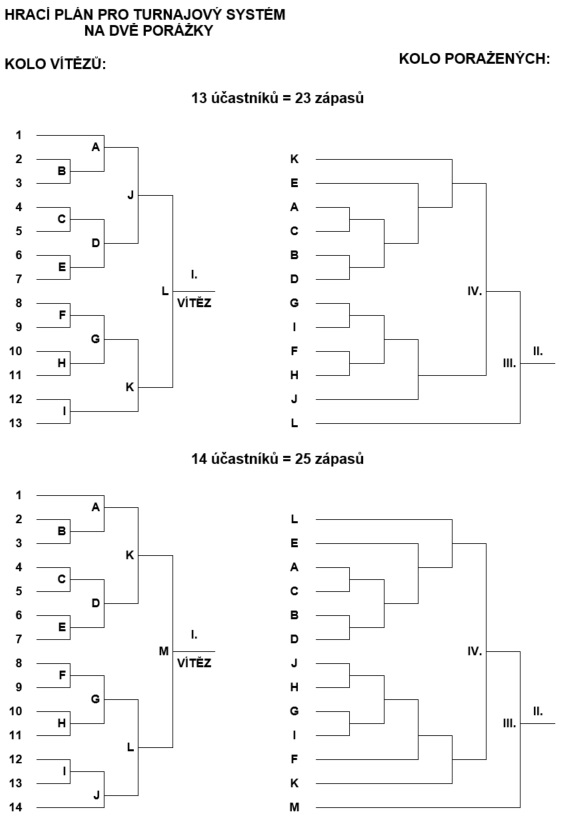 HRACÍ PLÁN PRO TURNAJOVÝ SYSTÉM
NA DVĚ PORÁŽKY
KOLO VÍTĚZŮ:
KOLO PORAŽENÝCH:
13 účastníků = 23 zápasů
1
2
3
4
5
6
7
8
9
10
11
12
13
A
B
C
D
E
F
G
H
I
J
K
L
I.
VÍTĚZ
K
E
A
C
B
D
G
I
F
H
J
L
IV.
III.
II.
14 účastníků = 25 zápasů
1
2
3
4
5
6
7
8
9
10
11
12
13
14
A
B
C
D
E
F
G
H
I
J
K
L
M
I.
VÍTĚZ
L
E
A
C
B
D
J
H
G
I
F
K
M
IV.
III.
II.